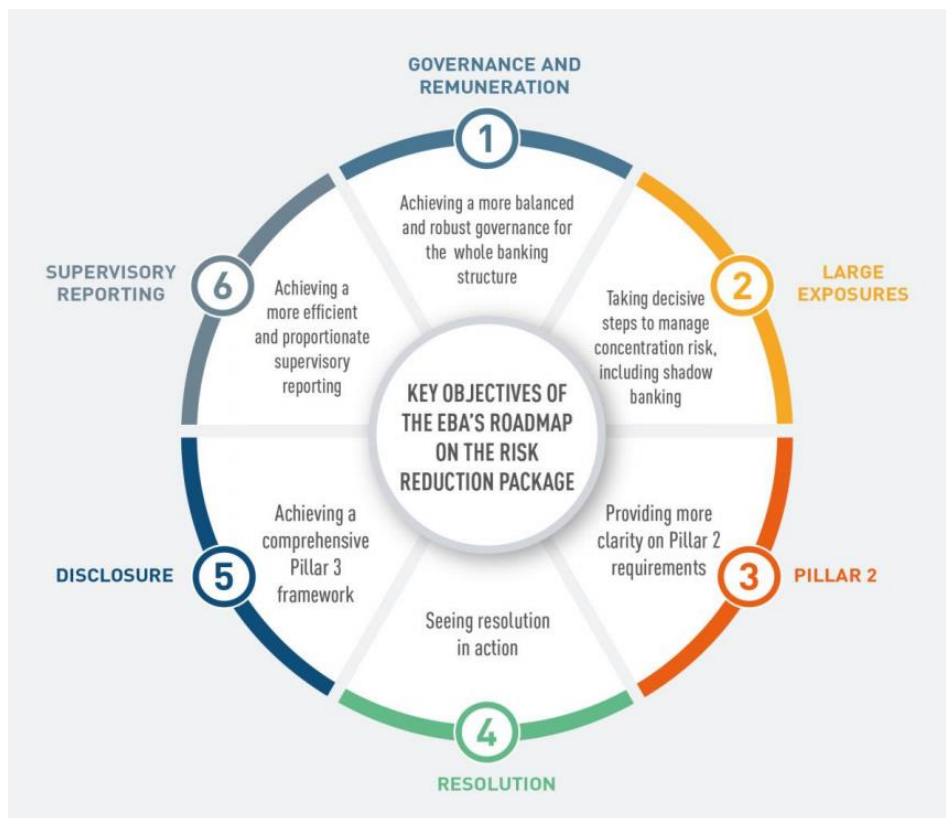 GOVERNANCE AND
REMUNERATION
1
Achieving a more balanced
and robust governance for
the whole banking
structure
LARGE
EXPOSURES
2
Taking decisive
steps to manage
concentration risk,
including shadow
banking
PILLAR 2
3
Providing more
clarity on Pillar 2
requirements
RESOLUTION
4
Seeing resolution
in action
DISCLOSURE
5
Achieving a
comprehensive
Pillar 3
framework
SUPERVISORY
REPORTING
6
Achieving a
more efficient
and proportionate
supervisory
reporting
KEY OBJECTIVES OF
THE EBA'S ROADMAP
ON THE RISK
REDUCTION PACKAGE